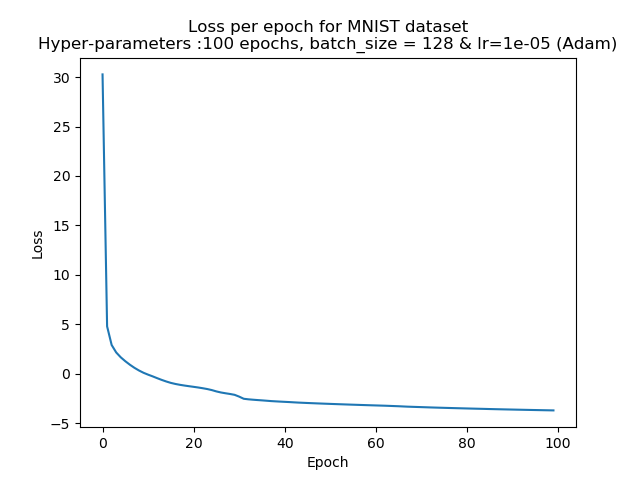 Loss per epoch for MNIST dataset
Hyper-parameters :100 epochs, batch_size = 128 & lr=1e-05 (Adam)
30
25
20
15
10
5
0
−5
Loss
0 20 40 60 80 100
Epoch